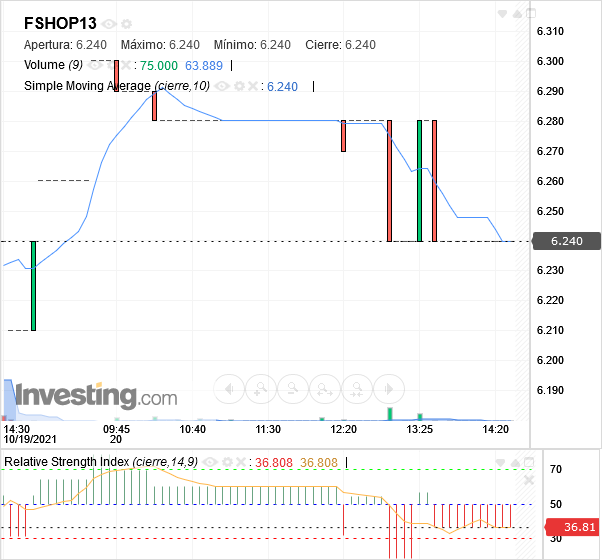 FSHOP13
Apertura: 6.240 Máximo: 6.240 Mínimo: 6.240 Cierre: 6.240
Volume (9) : 75.000 63.889
Simple Moving Average (cierre,10) : 6.240
6.310
6.300
6.290
6.280
6.270
6.260
6.250
6.240
6.230
6.220
6.210
6.200
6.190
Investing.com
14:30 09:45 10:40 11:30 12:20 13:25 14:20
10/19/2021 20
Relative Strength Index (cierre,14,9) : 36.808 36.808
70
50
36.81
30